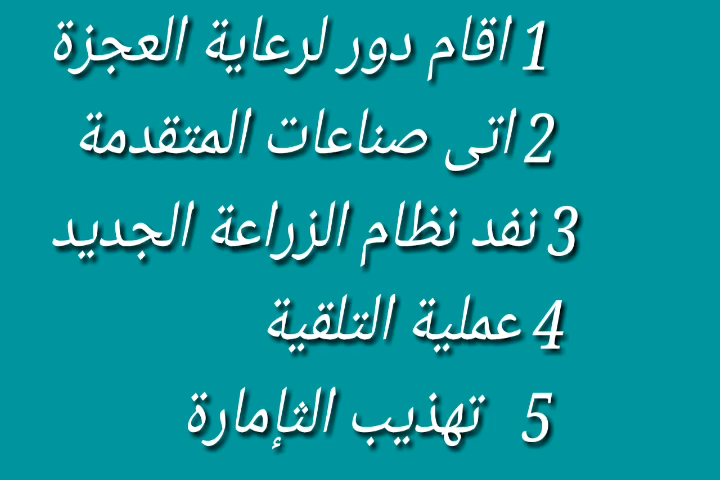 1 اقام دور لرعاية العجزة
2 اتى صناعات المتقدمة
3 نفد نظام الزراعة الجديد
4 عملية التلقية
5 تهذيب الثإمارة